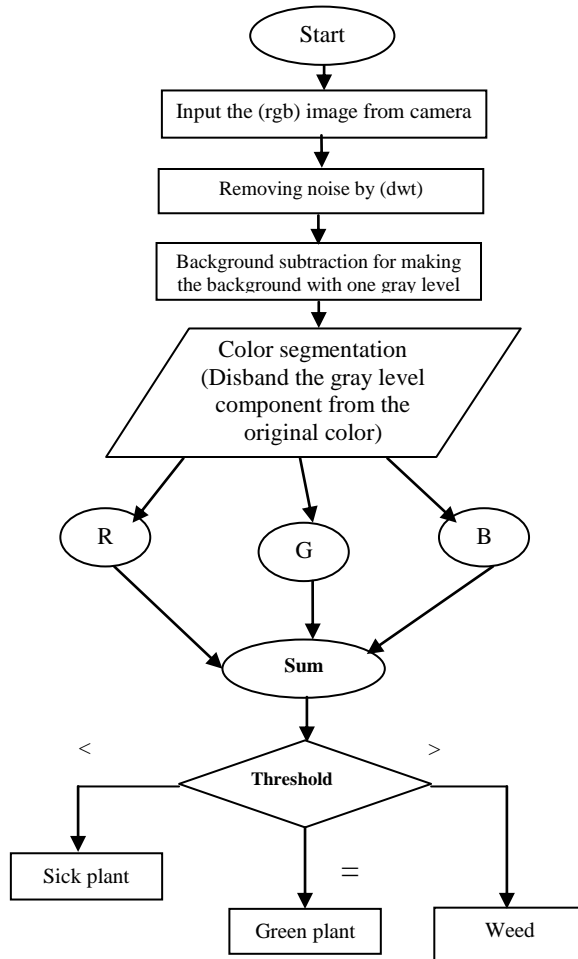 Start
Input the (rgb) image from camera
Removing noise by (dwt)
Background subtraction for making
the background with one gray level
Color segmentation
(Disband the gray level
component from the
original color)
R
G
B
Sum
<
>
Threshold
Sick plant
=
Green plant
Weed